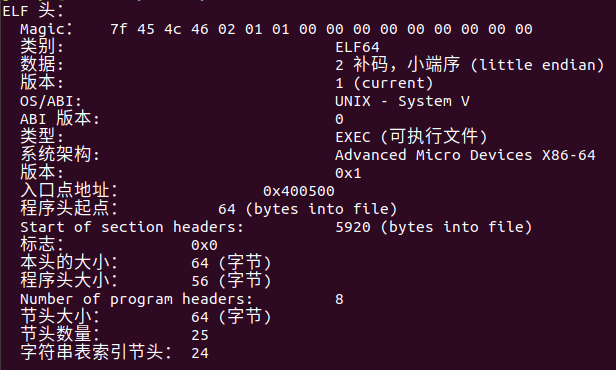 ELF 头：
Magic： 7f 45 4c 46 02 01 01 00 00 00 00 00 00 00 00 00
类别: ELF64
数据: 2 补码，小端序 (little endian)
版本: 1 (current)
OS/ABI: UNIX - System V
ABI 版本: 0
类型: EXEC (可执行文件)
系统架构: Advanced Micro Devices X86-64
版本: 0x1
入口点地址： 0x400500
程序头起点： 64 (bytes into file)
Start of section headers: 5920 (bytes into file)
标志： 0x0
本头的大小： 64 (字节)
程序头大小： 56 (字节)
Number of program headers: 8
节头大小： 64 (字节)
节头数量： 25
字符串表索引节头： 24